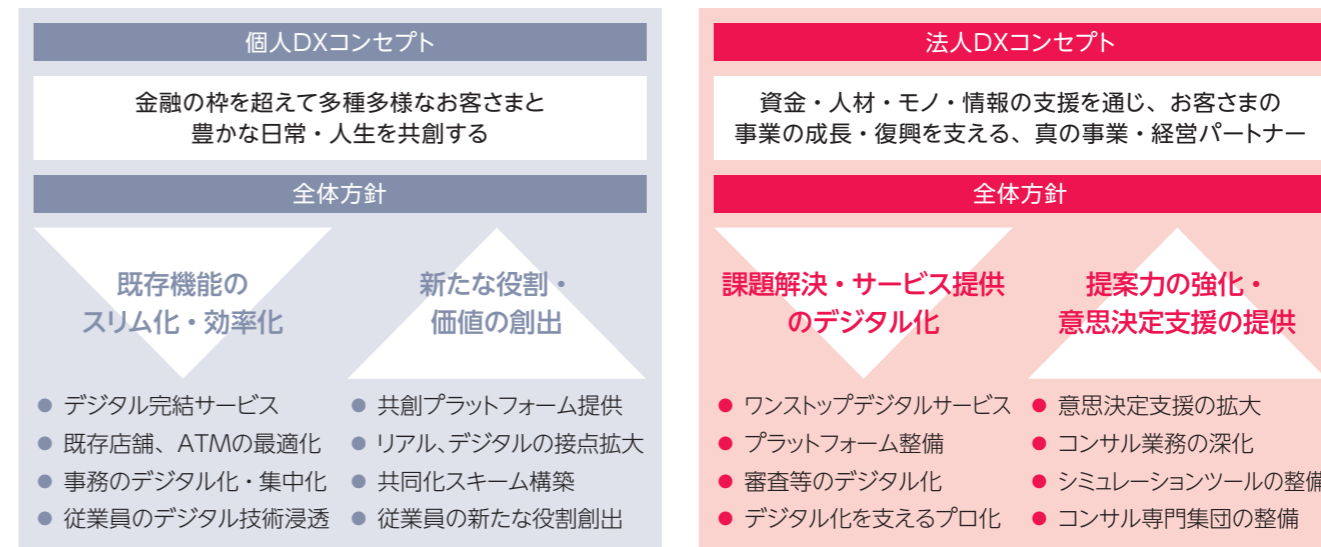 個人DXコンセプト
金融の枠を超えて多種多様なお客さまと
豊かな日常・人生を共創する
全体方針
既存機能の
スリム化・効率化
● デジタル完結サービス
● 既存店舗、ATMの最適化
● 事務のデジタル化・集中化
● 従業員のデジタル技術浸透
新たな役割・
価値の創出
● 共創プラットフォーム提供
● リアル、デジタルの接点拡大
● 共同化スキーム構築
● 従業員の新たな役割創出
法人DXコンセプト
資金・人材・モノ・情報の支援を通じ、お客さまの
事業の成長・復興を支える、真の事業・経営パートナー
全体方針
課題解決・サービス提供
のデジタル化
● ワンストップデジタルサービス
● プラットフォーム整備
● 審査等のデジタル化
● デジタル化を支えるプロ化
提案力の強化・
意思決定支援の提供
● 意思決定支援の拡大
● コンサル業務の深化
● シミュレーションツールの整備
● コンサル専門集団の整備